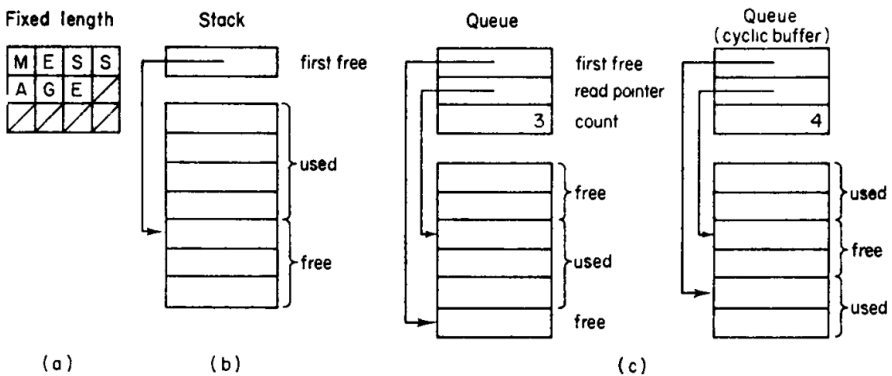 Fixed length
M E S S
A G E
(a)
Stack
first free
used
free
(b)
Queue
first free
read pointer
3 count
free
used
free
Queue
(cyclic buffer)
4
used
free
used
(c)